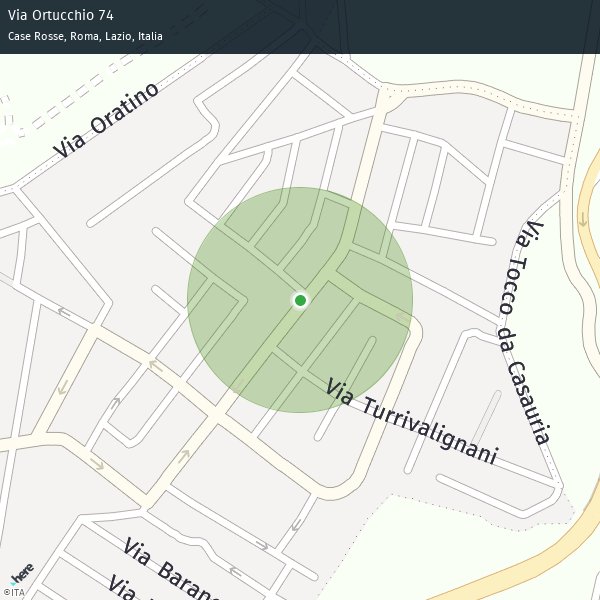 Via Ortucchio 74
Case Rosse, Roma, Lazio, Italia
Via Oratino
Via Tocco da Casauria
Via Turrivalignani
Via Baran
Via
here
©ITA